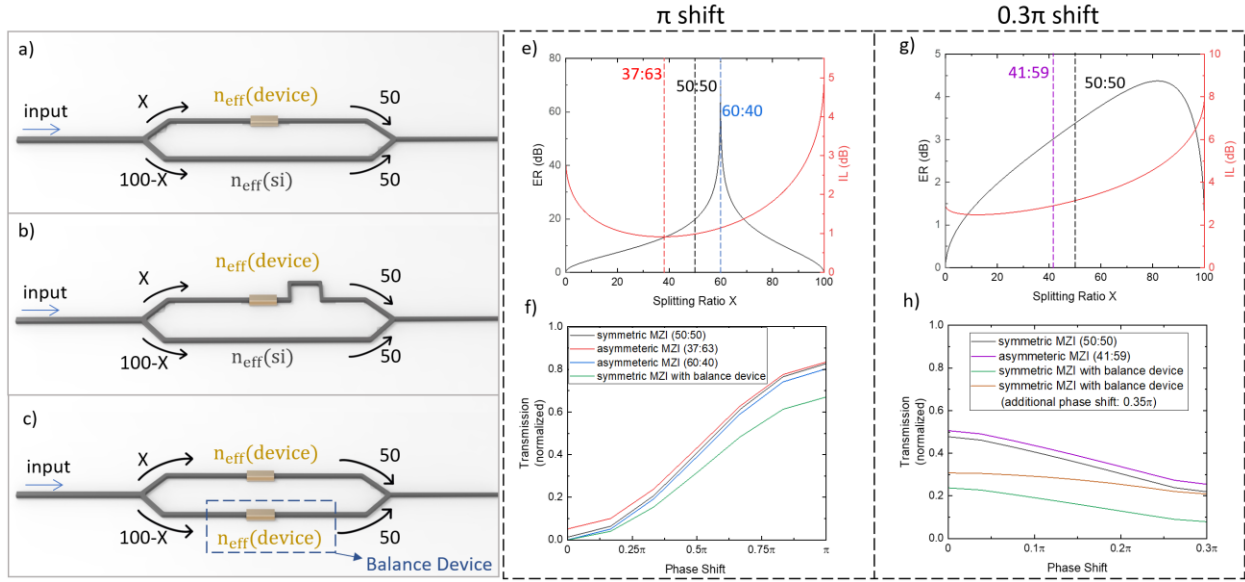 π shift
0.3π shift
a)
input
X
n_eff(device)
50
100-X
n_eff(si)
50
b)
input
X
n_eff(device)
50
100-X
n_eff(si)
50
c)
input
X
n_eff(device)
50
100-X
n_eff(device)
50
Balance Device
e)
37:63
50:50
60:40
ER (dB)
80
60
40
20
0
IL (dB)
5
4
3
2
1
0
0 20 40 60 80 100
Splitting Ratio X
f)
symmetric MZI (50:50)
asymmeteric MZI (37:63)
asymmeteric MZI (60:40)
symmetric MZI with balance device
Transmission
(normalized)
1.0
0.8
0.6
0.4
0.2
0.0
0 0.25π 0.5π 0.75π π
Phase Shift
g)
41:59
50:50
ER (dB)
5
4
3
2
1
0
IL (dB)
10
8
6
4
2
0
0 20 40 60 80 100
Splitting Ratio X
h)
symmetric MZI (50:50)
asymmeteric MZI (41:59)
symmetric MZI with balance device
symmetric MZI with balance device
(additional phase shift: 0.35π)
Transmission
(normalized)
1.0
0.8
0.6
0.4
0.2
0.0
0 0.1π 0.2π 0.3π
Phase Shift